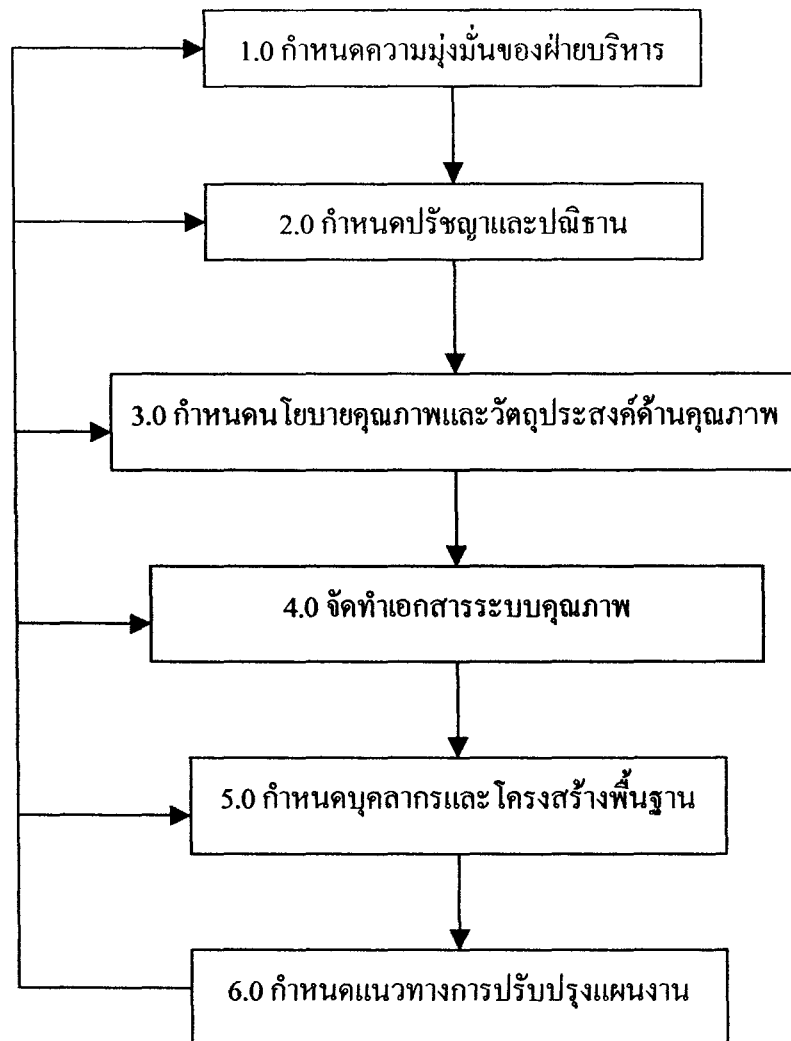 1.0 กำหนดความมุ่งมั่นของฝ่ายบริหาร
2.0 กำหนดปรัชญาและปณิธาน
3.0 กำหนดนโยบายคุณภาพและวัตถุประสงค์ด้านคุณภาพ
4.0 จัดทำเอกสารระบบคุณภาพ
5.0 กำหนดบุคลากรและโครงสร้างพื้นฐาน
6.0 กำหนดแนวทางการปรับปรุงแผนงาน